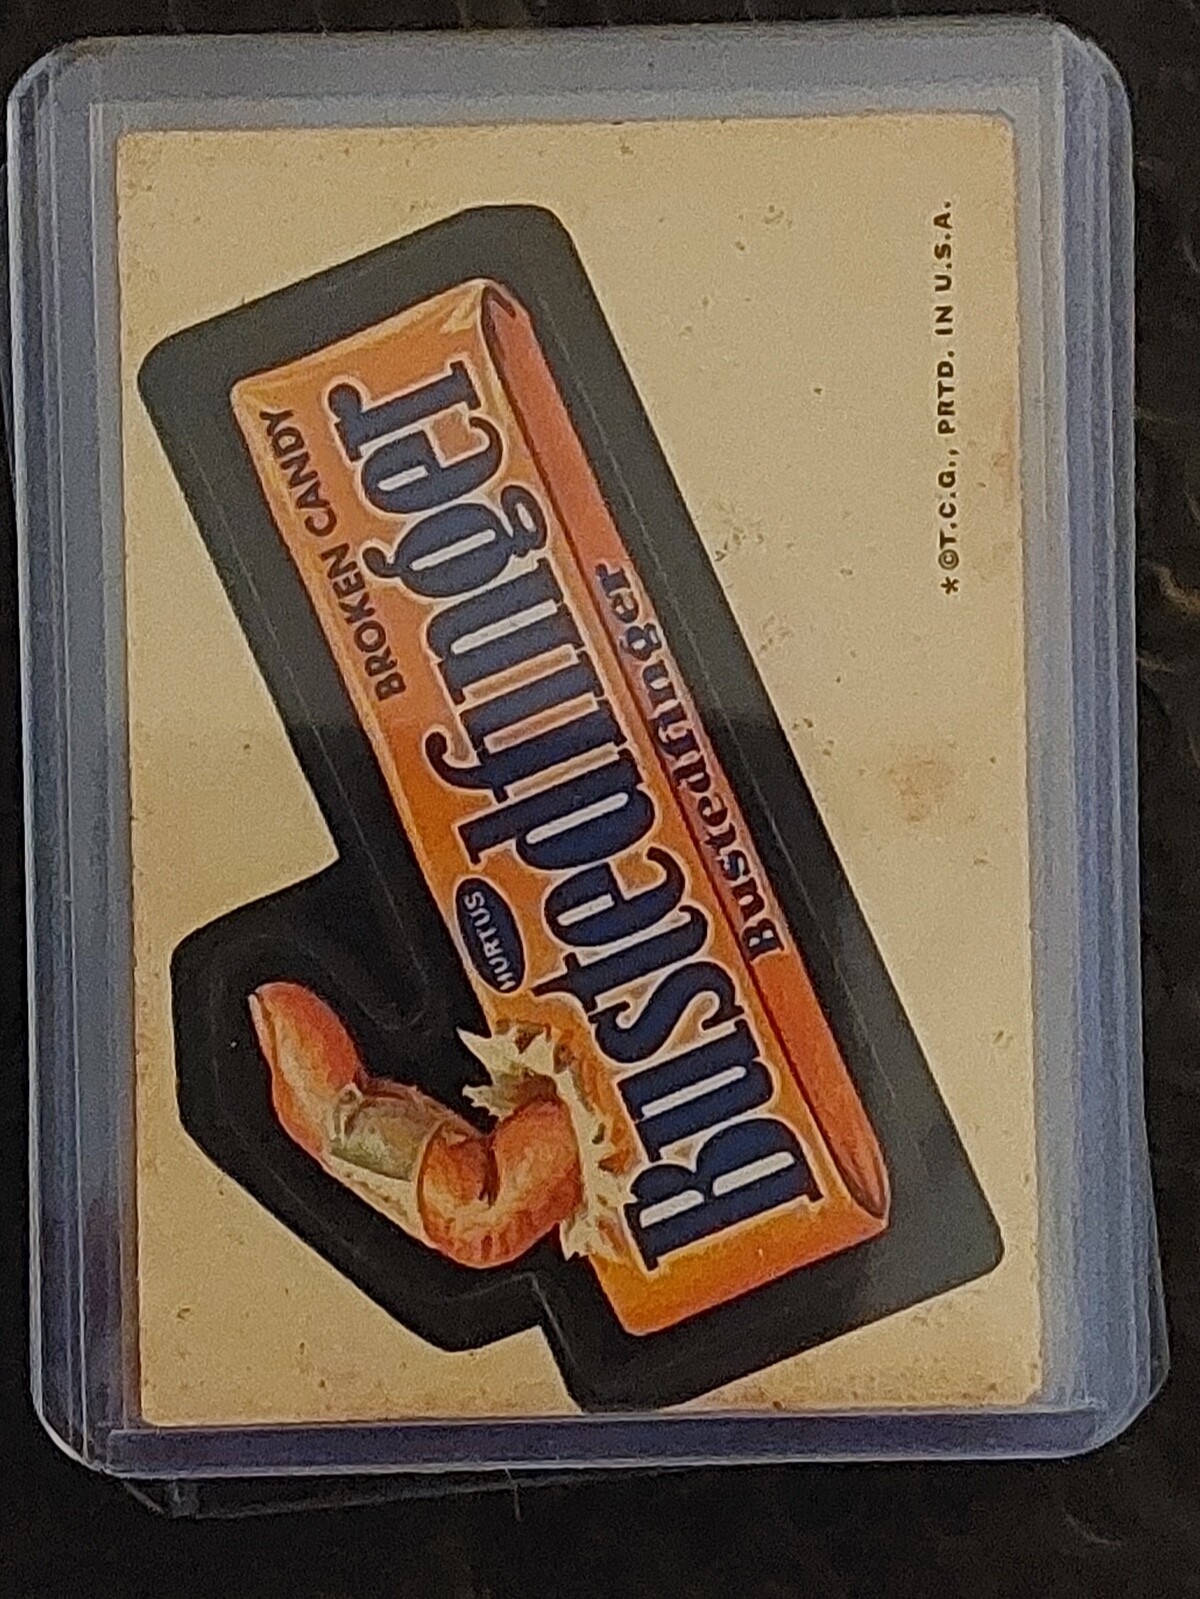 BROKEN CANDY
HURTUS
Bustedfinger
Bustedfinger
*©T.C.G., PRTD. IN U.S.A.